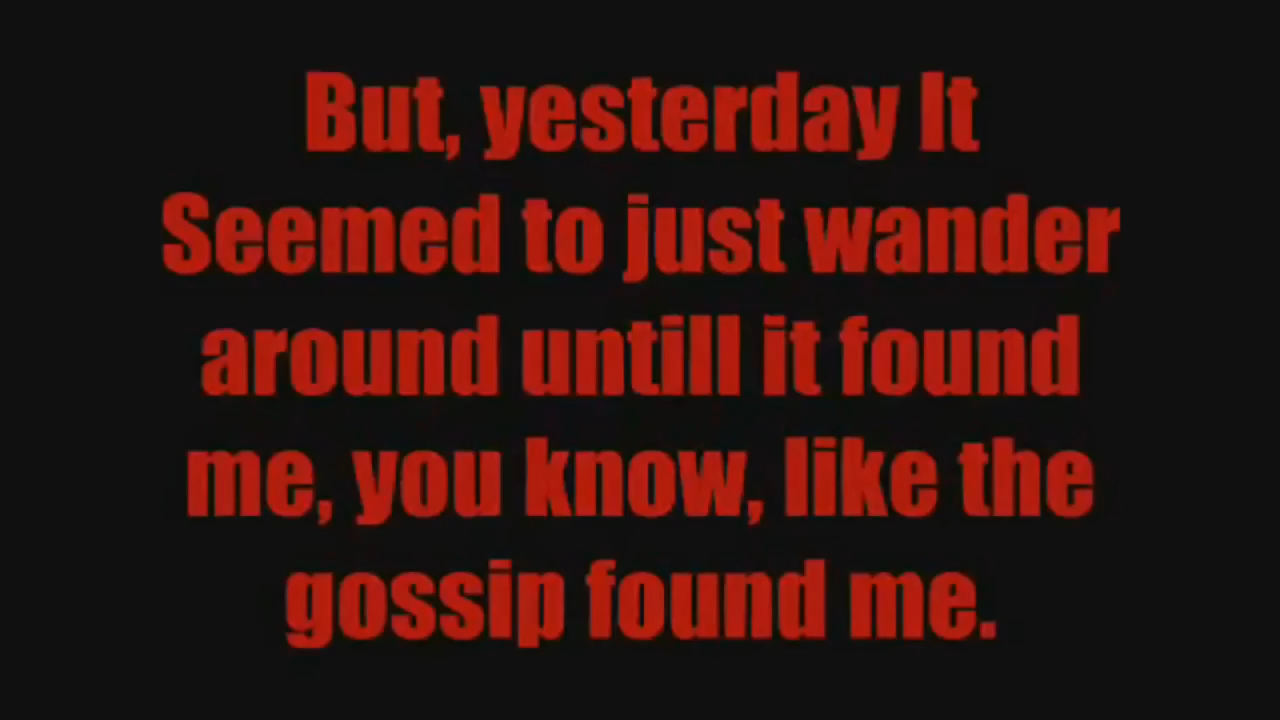 But, yesterday It
Seemed to just wander
around untill it found
me, you know, like the
gossip found me.